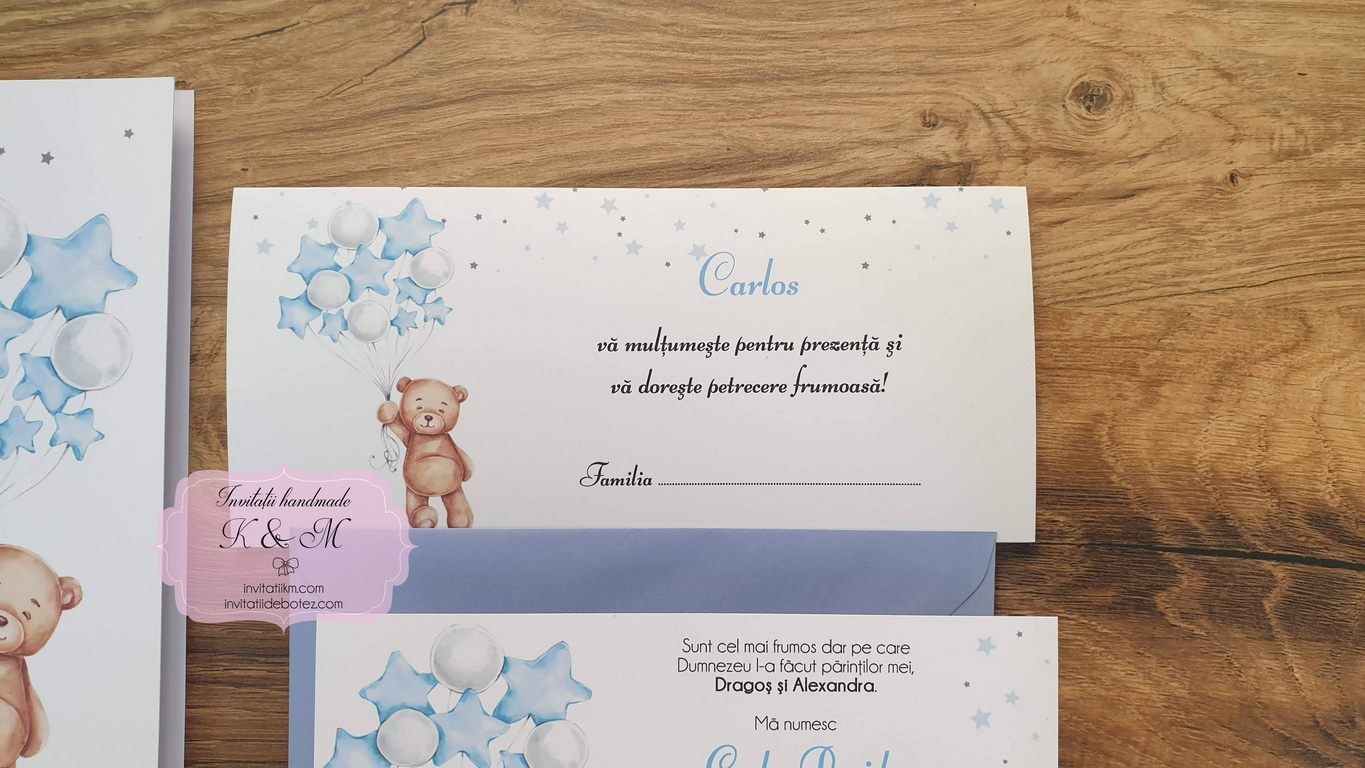 Carlos
vă mulțumește pentru prezență și
vă dorește petrecere frumoasă!
Familia
Invitații handmade
K & M
invitatiikm.com
invitatiidebotez.com
Sunt cel mai frumos dar pe care
Dumnezeu l-a făcut părinților mei,
Dragoș și Alexandra.
Mă numesc